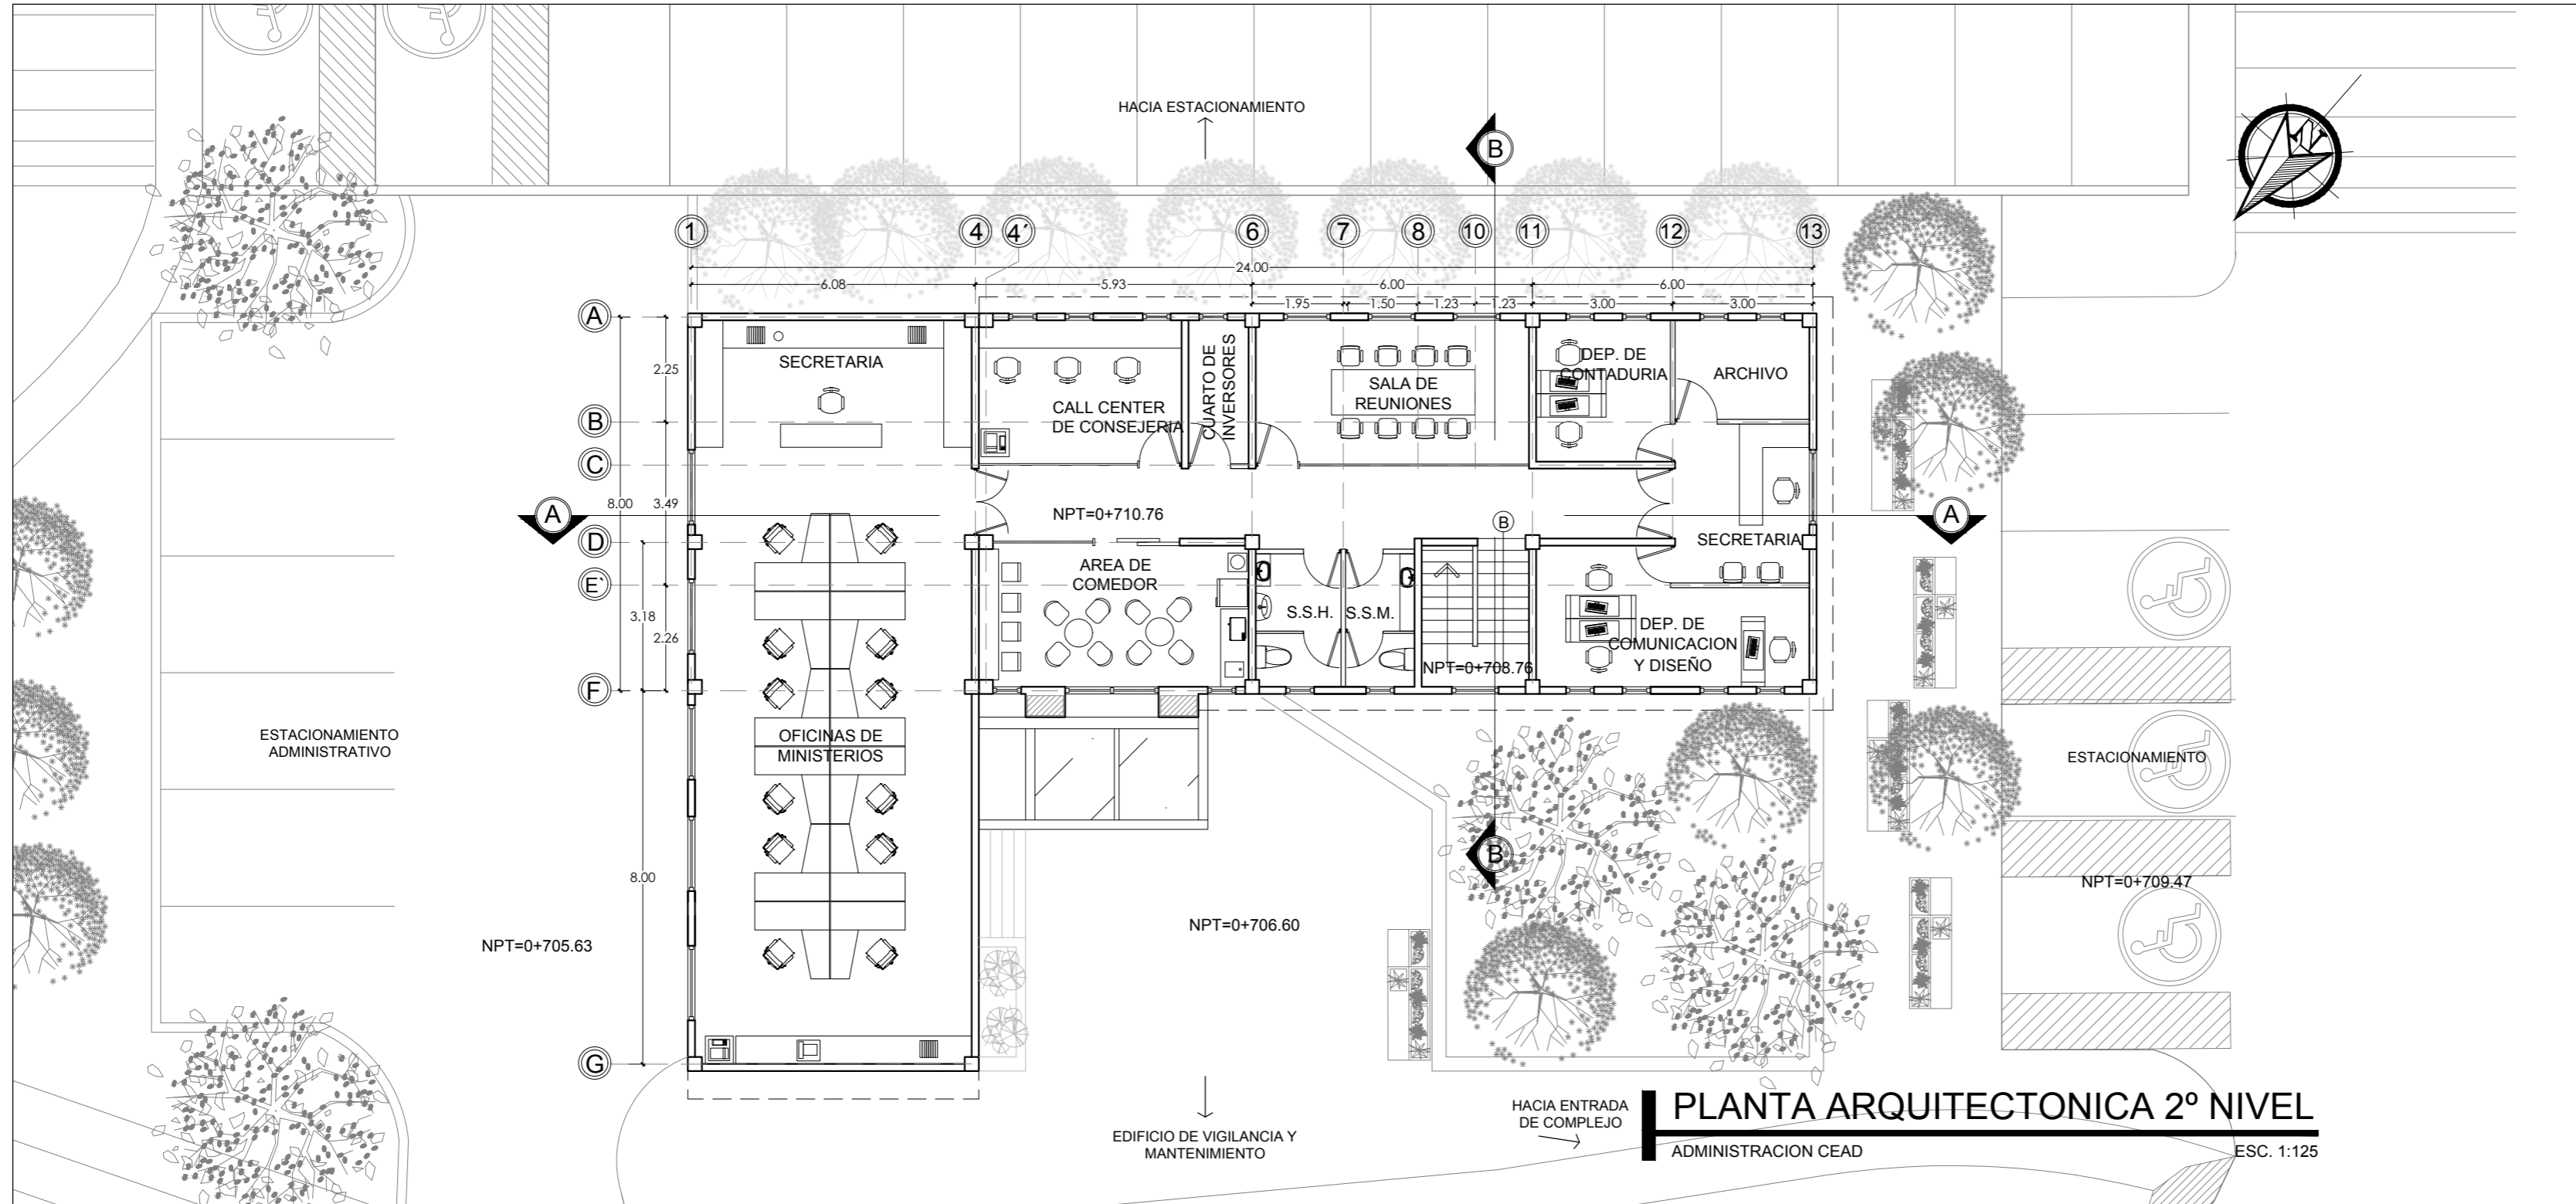 HACIA ESTACIONAMIENTO
B
N
1
4
4´
6
7
8
10
11
12
13
24.00
6.08
5.93
6.00
6.00
1.95
1.50
1.23
1.23
3.00
3.00
A
B
C
D
E`
F
G
2.25
8.00
3.49
3.18
2.26
8.00
A
A
SECRETARIA
CALL CENTER
DE CONSEJERIA
CUARTO DE
INVERSORES
SALA DE
REUNIONES
DEP. DE
CONTADURIA
ARCHIVO
NPT=0+710.76
B
SECRETARIA
AREA DE
COMEDOR
S.S.H.
S.S.M.
NPT=0+708.76
DEP. DE
COMUNICACION
Y DISEÑO
OFICINAS DE
MINISTERIOS
ESTACIONAMIENTO
ADMINISTRATIVO
ESTACIONAMIENTO
B
NPT=0+709.47
NPT=0+705.63
NPT=0+706.60
EDIFICIO DE VIGILANCIA Y
MANTENIMIENTO
HACIA ENTRADA
DE COMPLEJO
PLANTA ARQUITECTONICA 2º NIVEL
ADMINISTRACION CEAD
ESC. 1:125